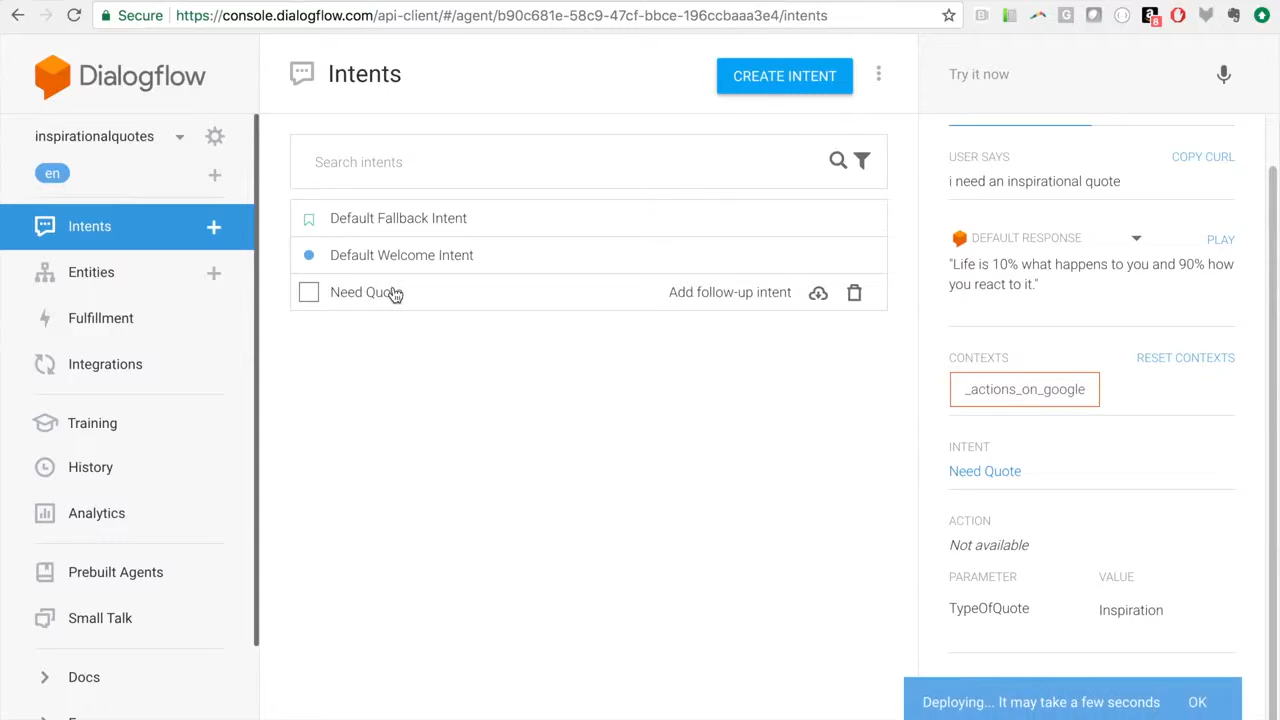 Secure https://console.dialogflow.com/api-client/#/agent/b90c681e-58c9-47cf-bbce-196ccbaaa3e4/intents
8
Dialogflow
inspirationalquotes
en
Intents
Entities
Fulfillment
Integrations
Training
History
Analytics
Prebuilt Agents
Small Talk
Docs
Intents
CREATE INTENT
Search intents
Default Fallback Intent
Default Welcome Intent
Need Quote
Add follow-up intent
Try it now
USER SAYS
COPY CURL
i need an inspirational quote
DEFAULT RESPONSE
PLAY
"Life is 10% what happens to you and 90% how
you react to it."
CONTEXTS
RESET CONTEXTS
_actions_on_google
INTENT
Need Quote
ACTION
Not available
PARAMETER VALUE
TypeOfQuote Inspiration
Deploying... It may take a few seconds OK